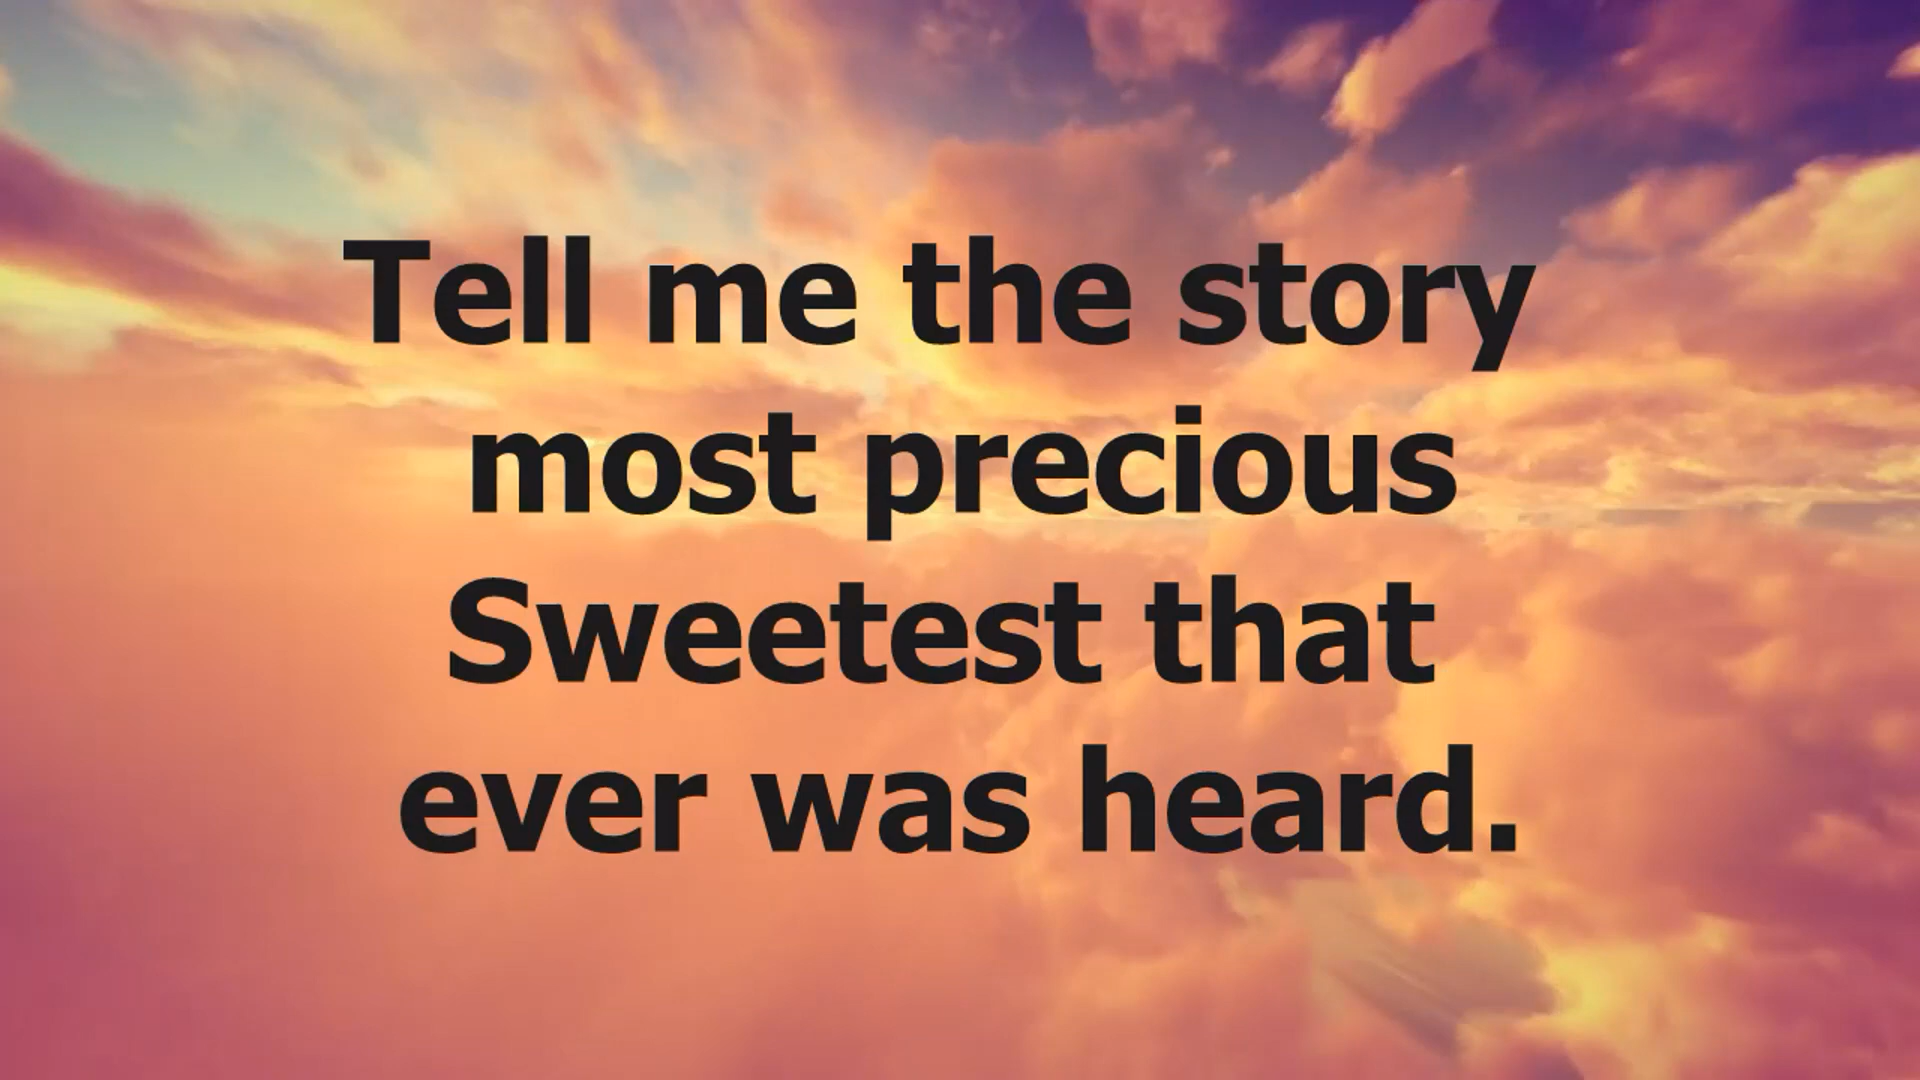 Tell me the story
most precious
Sweetest that
ever was heard.